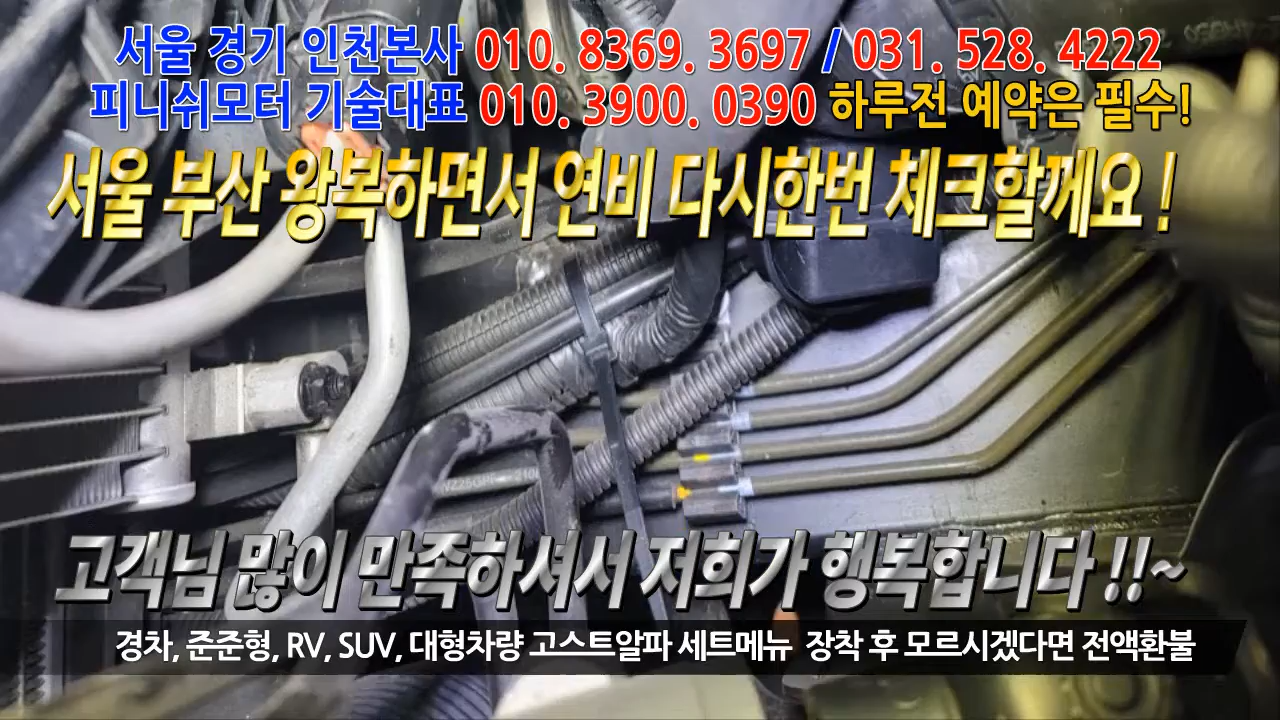 서울 경기 인천본사 010. 8369. 3697 / 031. 528. 4222
피니쉬모터 기술대표 010. 3900. 0390 하루전 예약은 필수!
서울 부산 왕복하면서 연비 다시한번 체크할께요 !
고객님 많이 만족하셔서 저희가 행복합니다 !!~
경차, 준준형, RV, SUV, 대형차량 고스트알파 세트메뉴 장착 후 모르시겠다면 전액환불